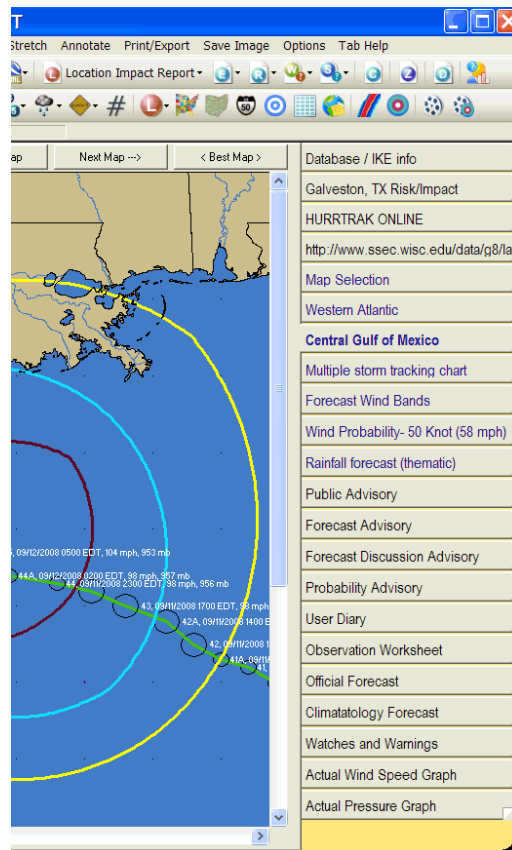 T
Stretch Annotate Print/Export Save Image Options Tab Help
Location Impact Report
ap Next Map ---> < Best Map >
Database / IKE info
Galveston, TX Risk/Impact
HURRTRAK ONLINE
http://www.ssec.wisc.edu/data/g8/la
Map Selection
Western Atlantic
Central Gulf of Mexico
Multiple storm tracking chart
Forecast Wind Bands
Wind Probability- 50 Knot (58 mph)
Rainfall forecast (thematic)
Public Advisory
Forecast Advisory
Forecast Discussion Advisory
Probability Advisory
User Diary
Observation Worksheet
Official Forecast
Climatatology Forecast
Watches and Warnings
Actual Wind Speed Graph
Actual Pressure Graph
, 09/12/2008 0500 EDT, 104 mph, 953 mb
44A, 09/12/2008 0200 EDT, 98 mph, 957 mb
44, 09/11/2008 2300 EDT, 98 mph, 956 mb
43, 09/11/2008 1700 EDT, 98 mph
42A, 09/11/2008 1400 E
42, 09/11/2008 1
41A, 09/11
41,